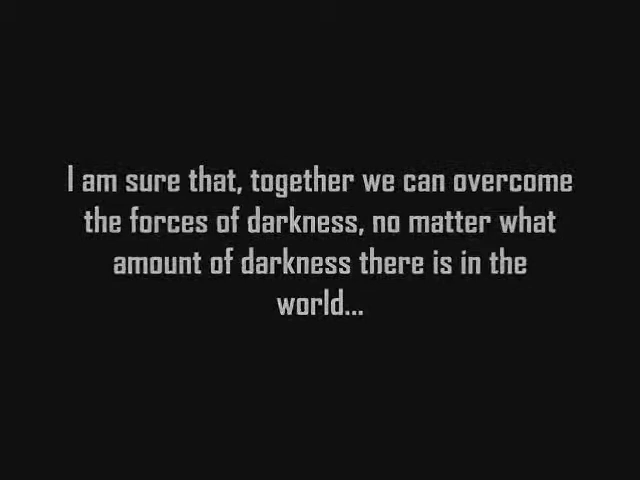 I am sure that, together we can overcome
the forces of darkness, no matter what
amount of darkness there is in the
world...